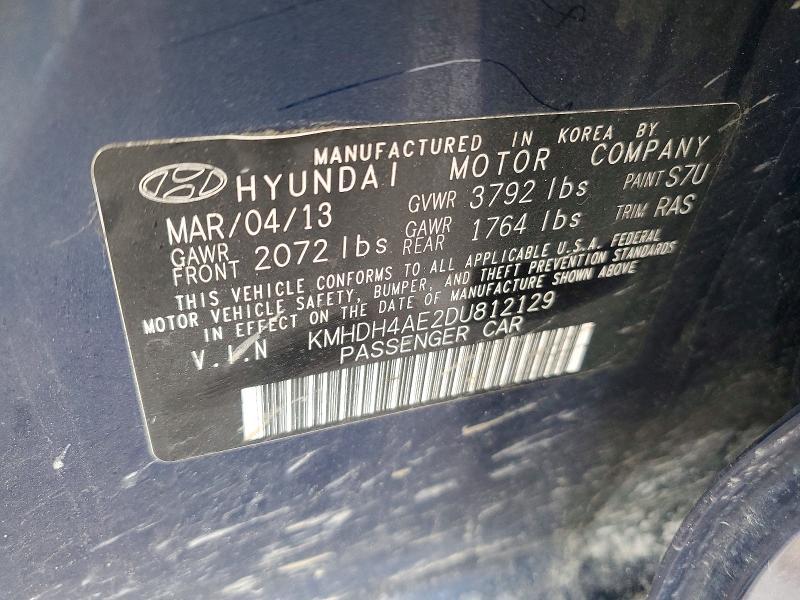 MANUFACTURED IN KOREA BY
HYUNDAI MOTOR COMPANY
MAR/04/13 GVWR 3792 lbs PAINT S7U
GAWR FRONT 2072 lbs GAWR REAR 1764 lbs TRIM RAS
THIS VEHICLE CONFORMS TO ALL APPLICABLE U.S.A. FEDERAL
MOTOR VEHICLE SAFETY, BUMPER, AND THEFT PREVENTION STANDARDS
IN EFFECT ON THE DATE OF MANUFACTURE SHOWN ABOVE
V.I.N KMHDH4AE2DU812129
PASSENGER CAR